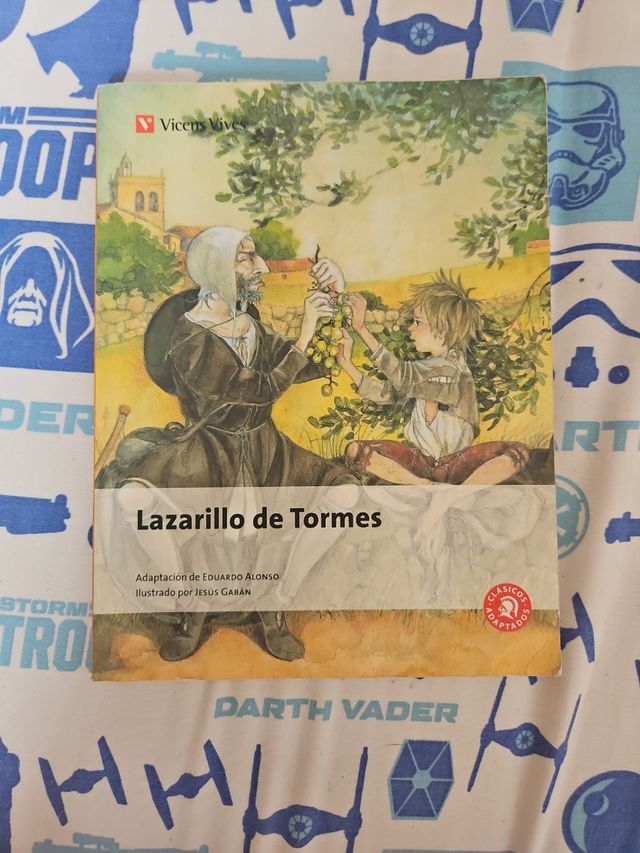 Vicens Vives
Lazarillo de Tormes
Adaptación de EDUARDO ALONSO
Ilustrado por JESÚS GABÁN
CLÁSICOS
ADAPTADOS
DARTH VADER